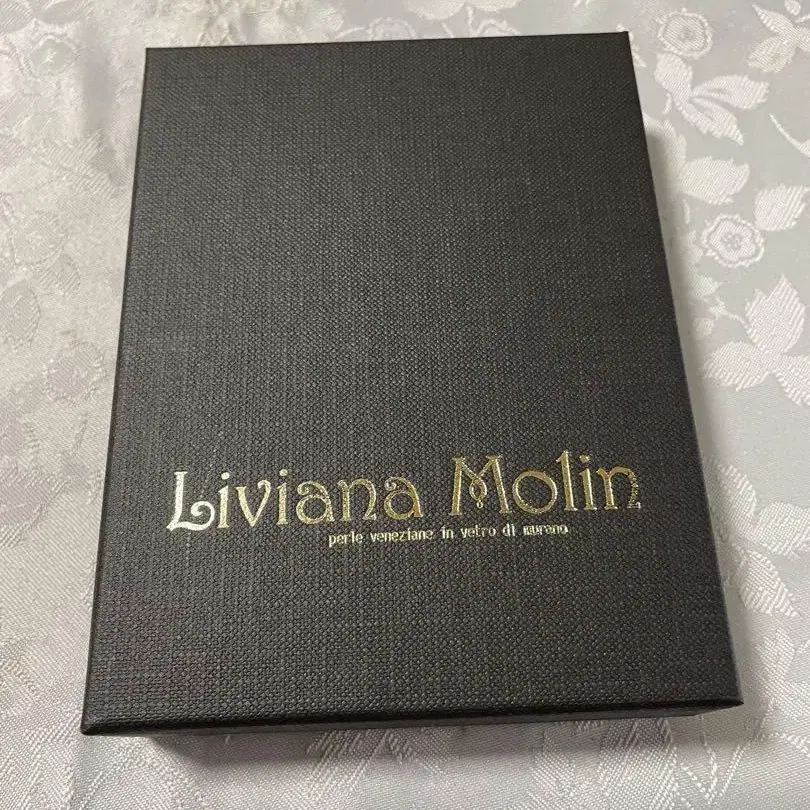 Liviana Molin
perle veneziane in vetro di murano